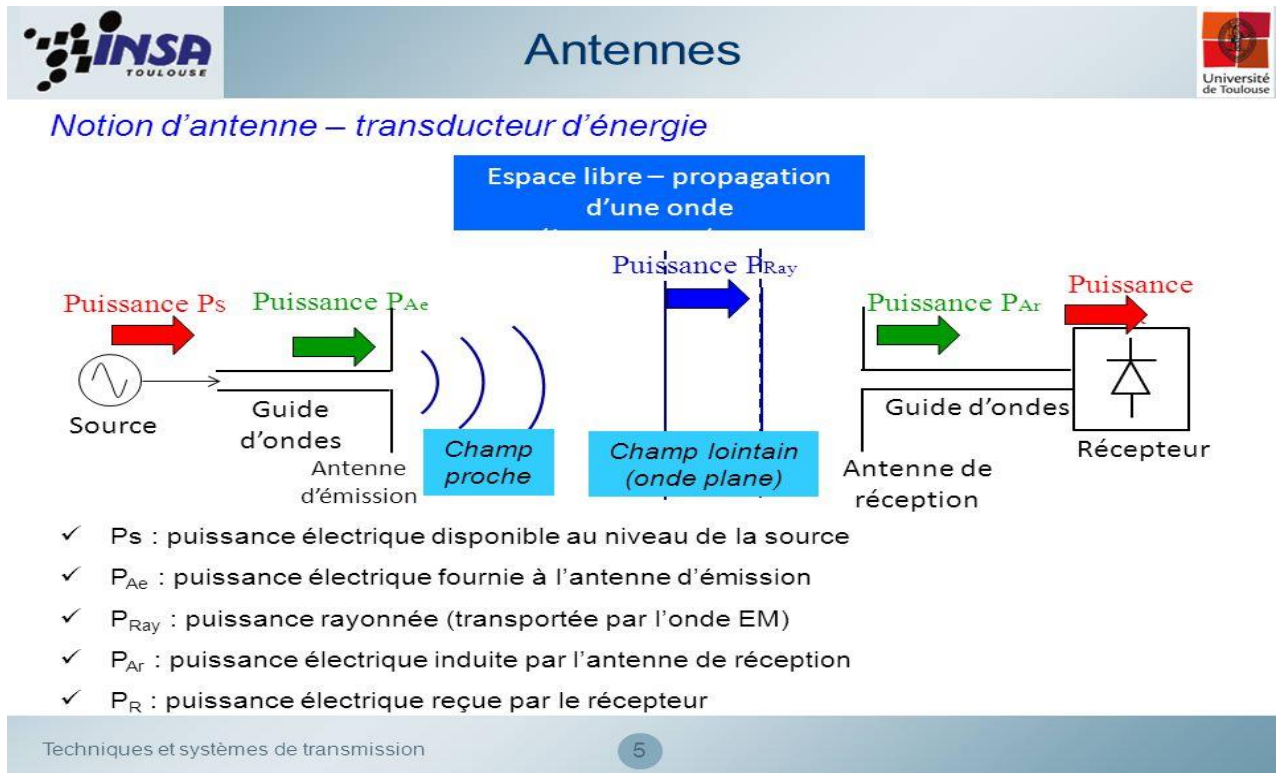 INSA
TOULOUSE
Antennes
Université
de Toulouse
Notion d'antenne – transducteur d'énergie
Espace libre – propagation
d'une onde
Puissance PRay
Puissance Ps
Puissance PAe
Puissance PAr
Puissance
Source
Guide
d'ondes
Antenne
d'émission
Champ
proche
Champ lointain
(onde plane)
Antenne de
réception
Guide d'ondes
Récepteur
✓ Ps : puissance électrique disponible au niveau de la source
✓ PAe : puissance électrique fournie à l'antenne d'émission
✓ PRay : puissance rayonnée (transportée par l'onde EM)
✓ PAr : puissance électrique induite par l'antenne de réception
✓ PR : puissance électrique reçue par le récepteur
Techniques et systèmes de transmission
5